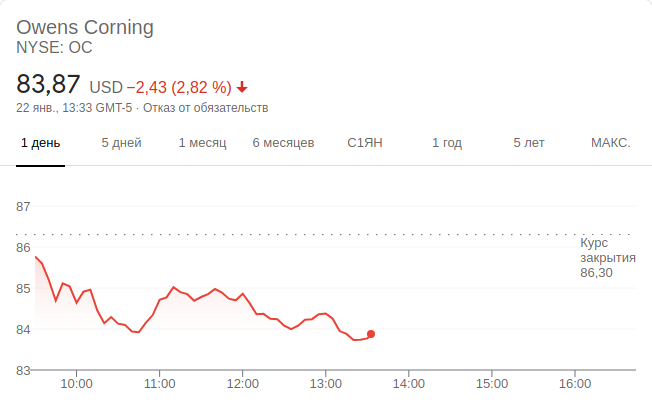 Owens Corning
NYSE: OC
83,87 USD −2,43 (2,82 %)
22 янв., 13:33 GMT-5 · Отказ от обязательств
1 день 5 дней 1 месяц 6 месяцев С1ЯН 1 год 5 лет МАКС.
87
86
85
84
83
Курс
закрытия
86,30
10:00 11:00 12:00 13:00 14:00 15:00 16:00